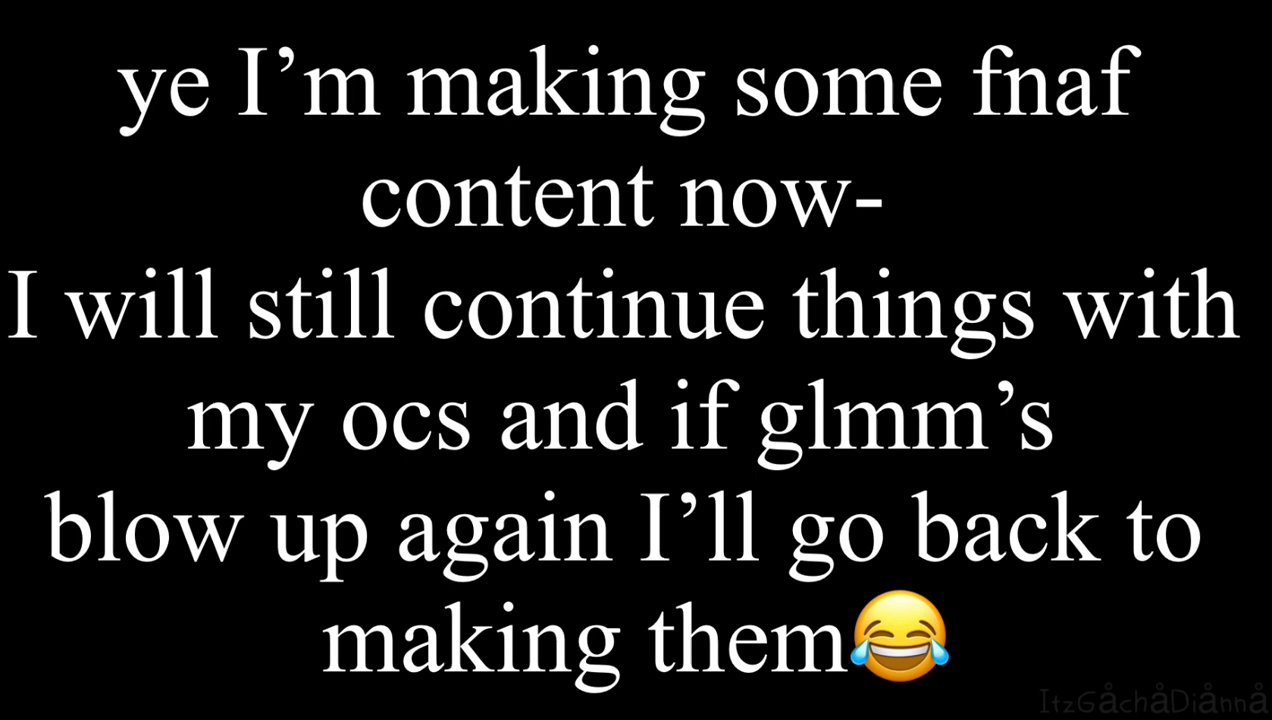 ye I’m making some fnaf
content now-
I will still continue things with
my ocs and if glmm’s
blow up again I’ll go back to
making them😂
ItzGåchåDiånnå